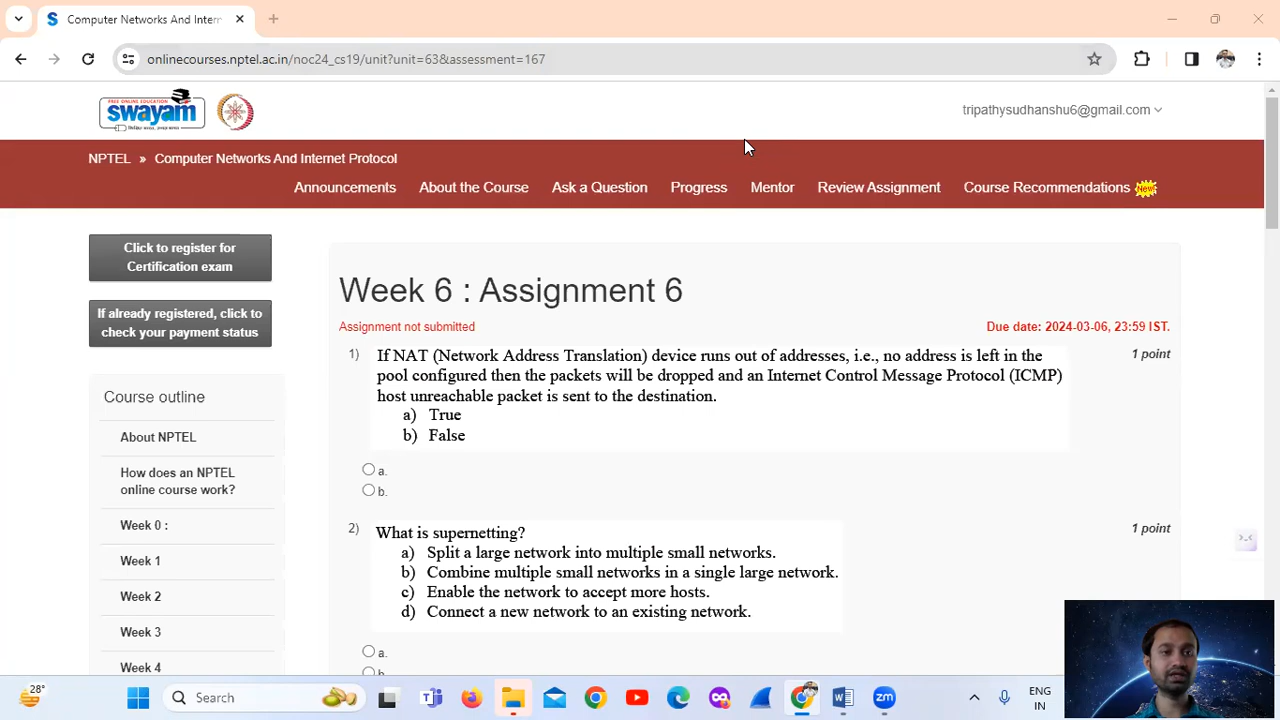 Computer Networks And Intern
onlinecourses.nptel.ac.in/noc24_cs19/unit?unit=63&assessment=167
FREE ONLINE EDUCATION
swayam
tripathysudhanshu6@gmail.com
NPTEL » Computer Networks And Internet Protocol
Announcements About the Course Ask a Question Progress Mentor Review Assignment Course Recommendations New!
Click to register for
Certification exam
If already registered, click to
check your payment status
Course outline
About NPTEL
How does an NPTEL
online course work?
Week 0 :
Week 1
Week 2
Week 3
Week 4
Week 6 : Assignment 6
Assignment not submitted Due date: 2024-03-06, 23:59 IST.
1) If NAT (Network Address Translation) device runs out of addresses, i.e., no address is left in the 1 point
pool configured then the packets will be dropped and an Internet Control Message Protocol (ICMP)
host unreachable packet is sent to the destination.
a) True
b) False
a.
b.
2) What is supernetting? 1 point
a) Split a large network into multiple small networks.
b) Combine multiple small networks in a single large network.
c) Enable the network to accept more hosts.
d) Connect a new network to an existing network.
a.
b.
28°
Search
ENG
IN